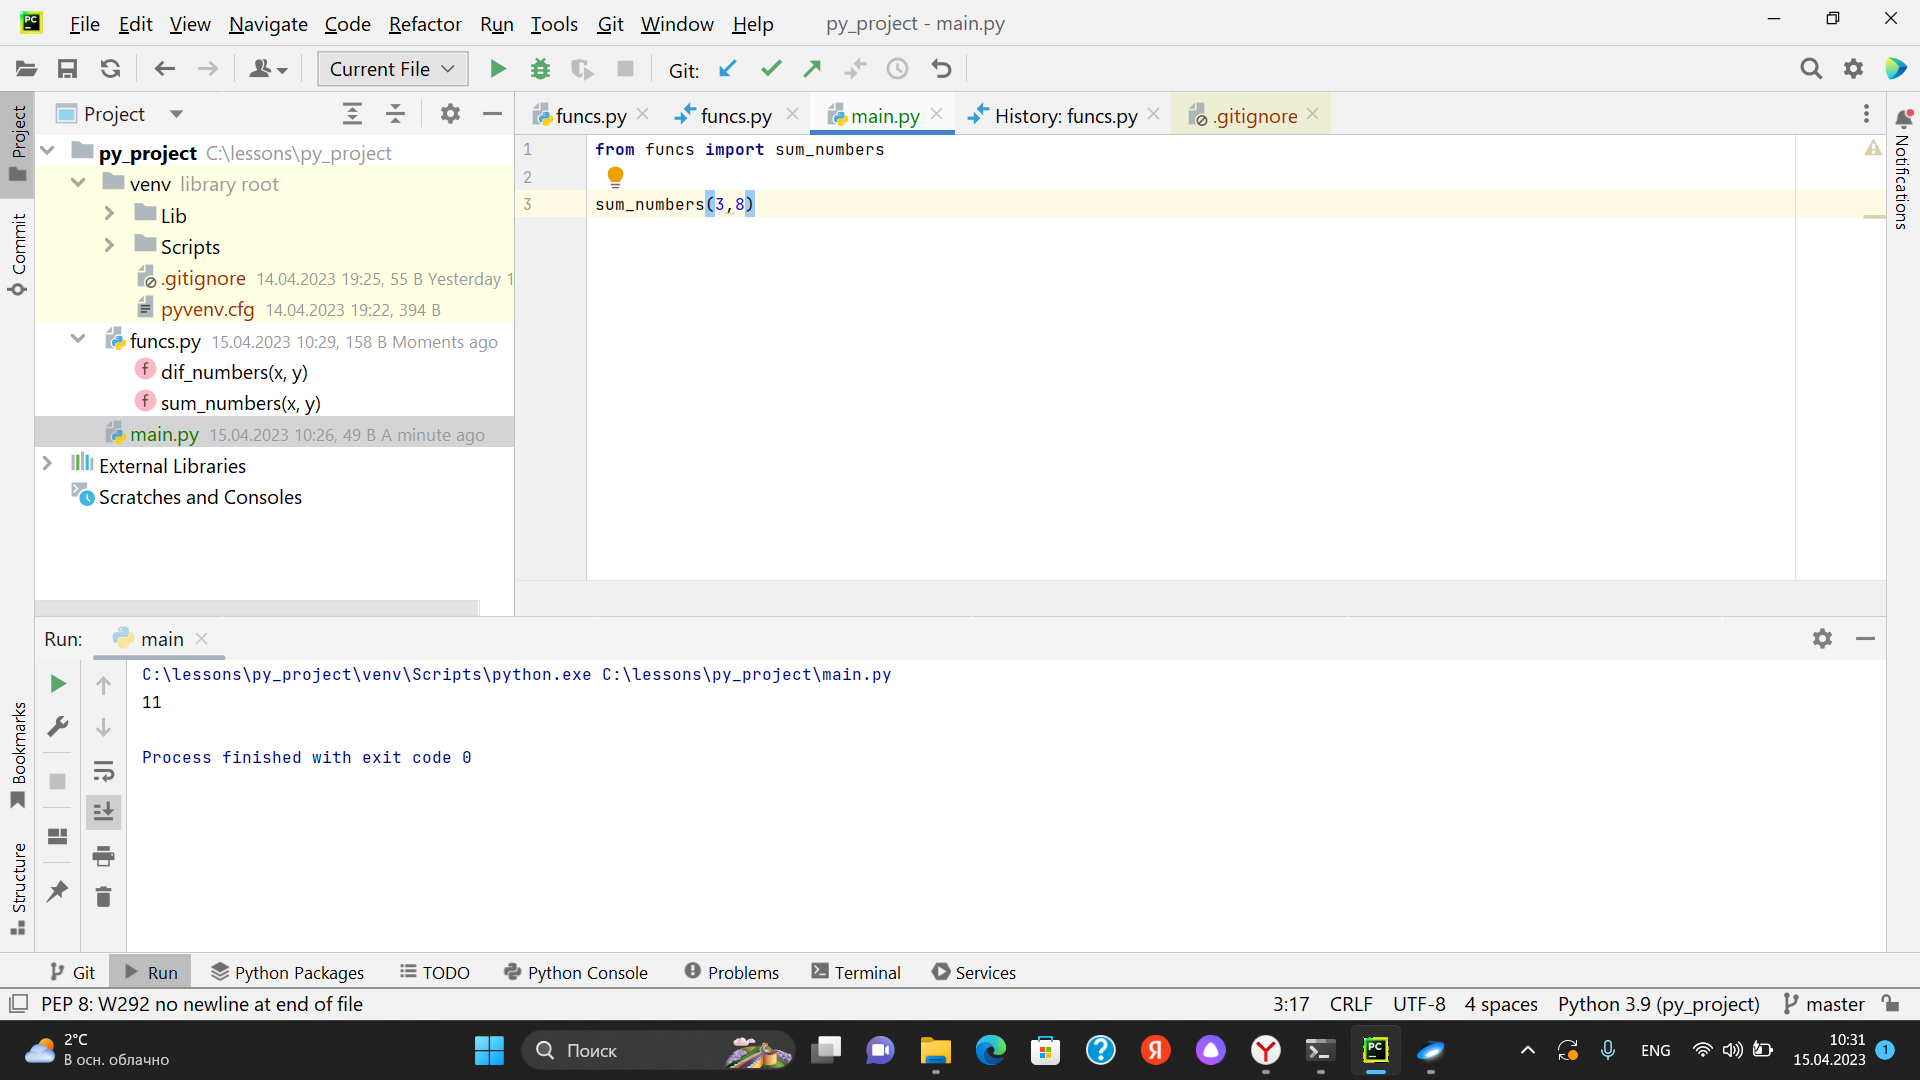 PC File Edit View Navigate Code Refactor Run Tools Git Window Help py_project - main.py
Current File Git:
Project
funcs.py funcs.py main.py History: funcs.py .gitignore
Project
Commit
Bookmarks
Structure
Notifications
py_project C:\lessons\py_project
venv library root
Lib
Scripts
.gitignore 14.04.2023 19:25, 55 B Yesterday 1
pyvenv.cfg 14.04.2023 19:22, 394 B
funcs.py 15.04.2023 10:29, 158 B Moments ago
f dif_numbers(x, y)
f sum_numbers(x, y)
main.py 15.04.2023 10:26, 49 B A minute ago
External Libraries
Scratches and Consoles
1 from funcs import sum_numbers
2
3 sum_numbers(3,8)
Run: main
C:\lessons\py_project\venv\Scripts\python.exe C:\lessons\py_project\main.py
11
Process finished with exit code 0
Git Run Python Packages TODO Python Console Problems Terminal Services
PEP 8: W292 no newline at end of file 3:17 CRLF UTF-8 4 spaces Python 3.9 (py_project) master
2°C
В осн. облачно
Поиск
Я
Y
PC
ENG
10:31
15.04.2023
1